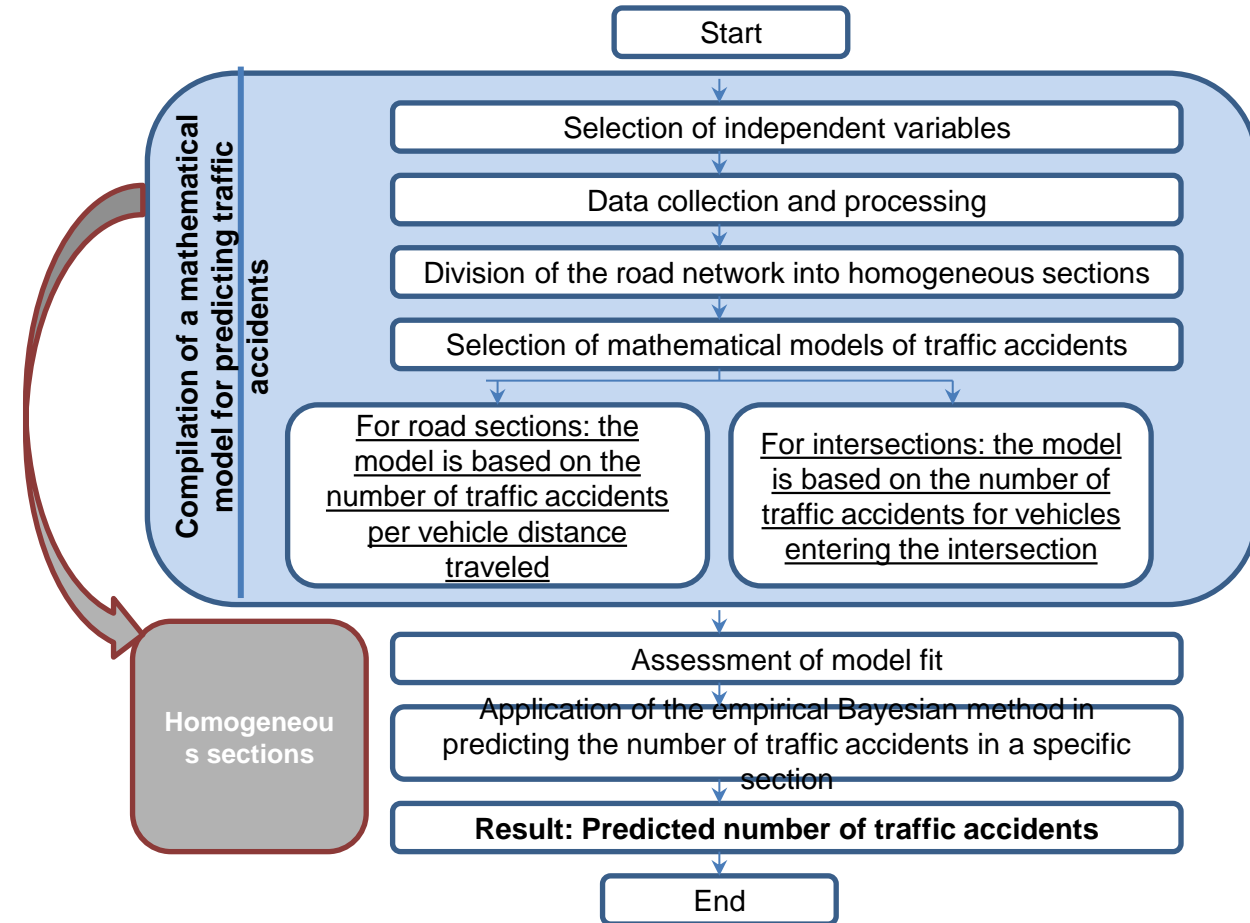 Start
Compilation of a mathematical
model for predicting traffic
accidents
Selection of independent variables
Data collection and processing
Division of the road network into homogeneous sections
Selection of mathematical models of traffic accidents
For road sections: the
model is based on the
number of traffic accidents
per vehicle distance
traveled
For intersections: the model
is based on the number of
traffic accidents for vehicles
entering the intersection
Homogeneou
s sections
Assessment of model fit
Application of the empirical Bayesian method in
predicting the number of traffic accidents in a specific
section
Result: Predicted number of traffic accidents
End